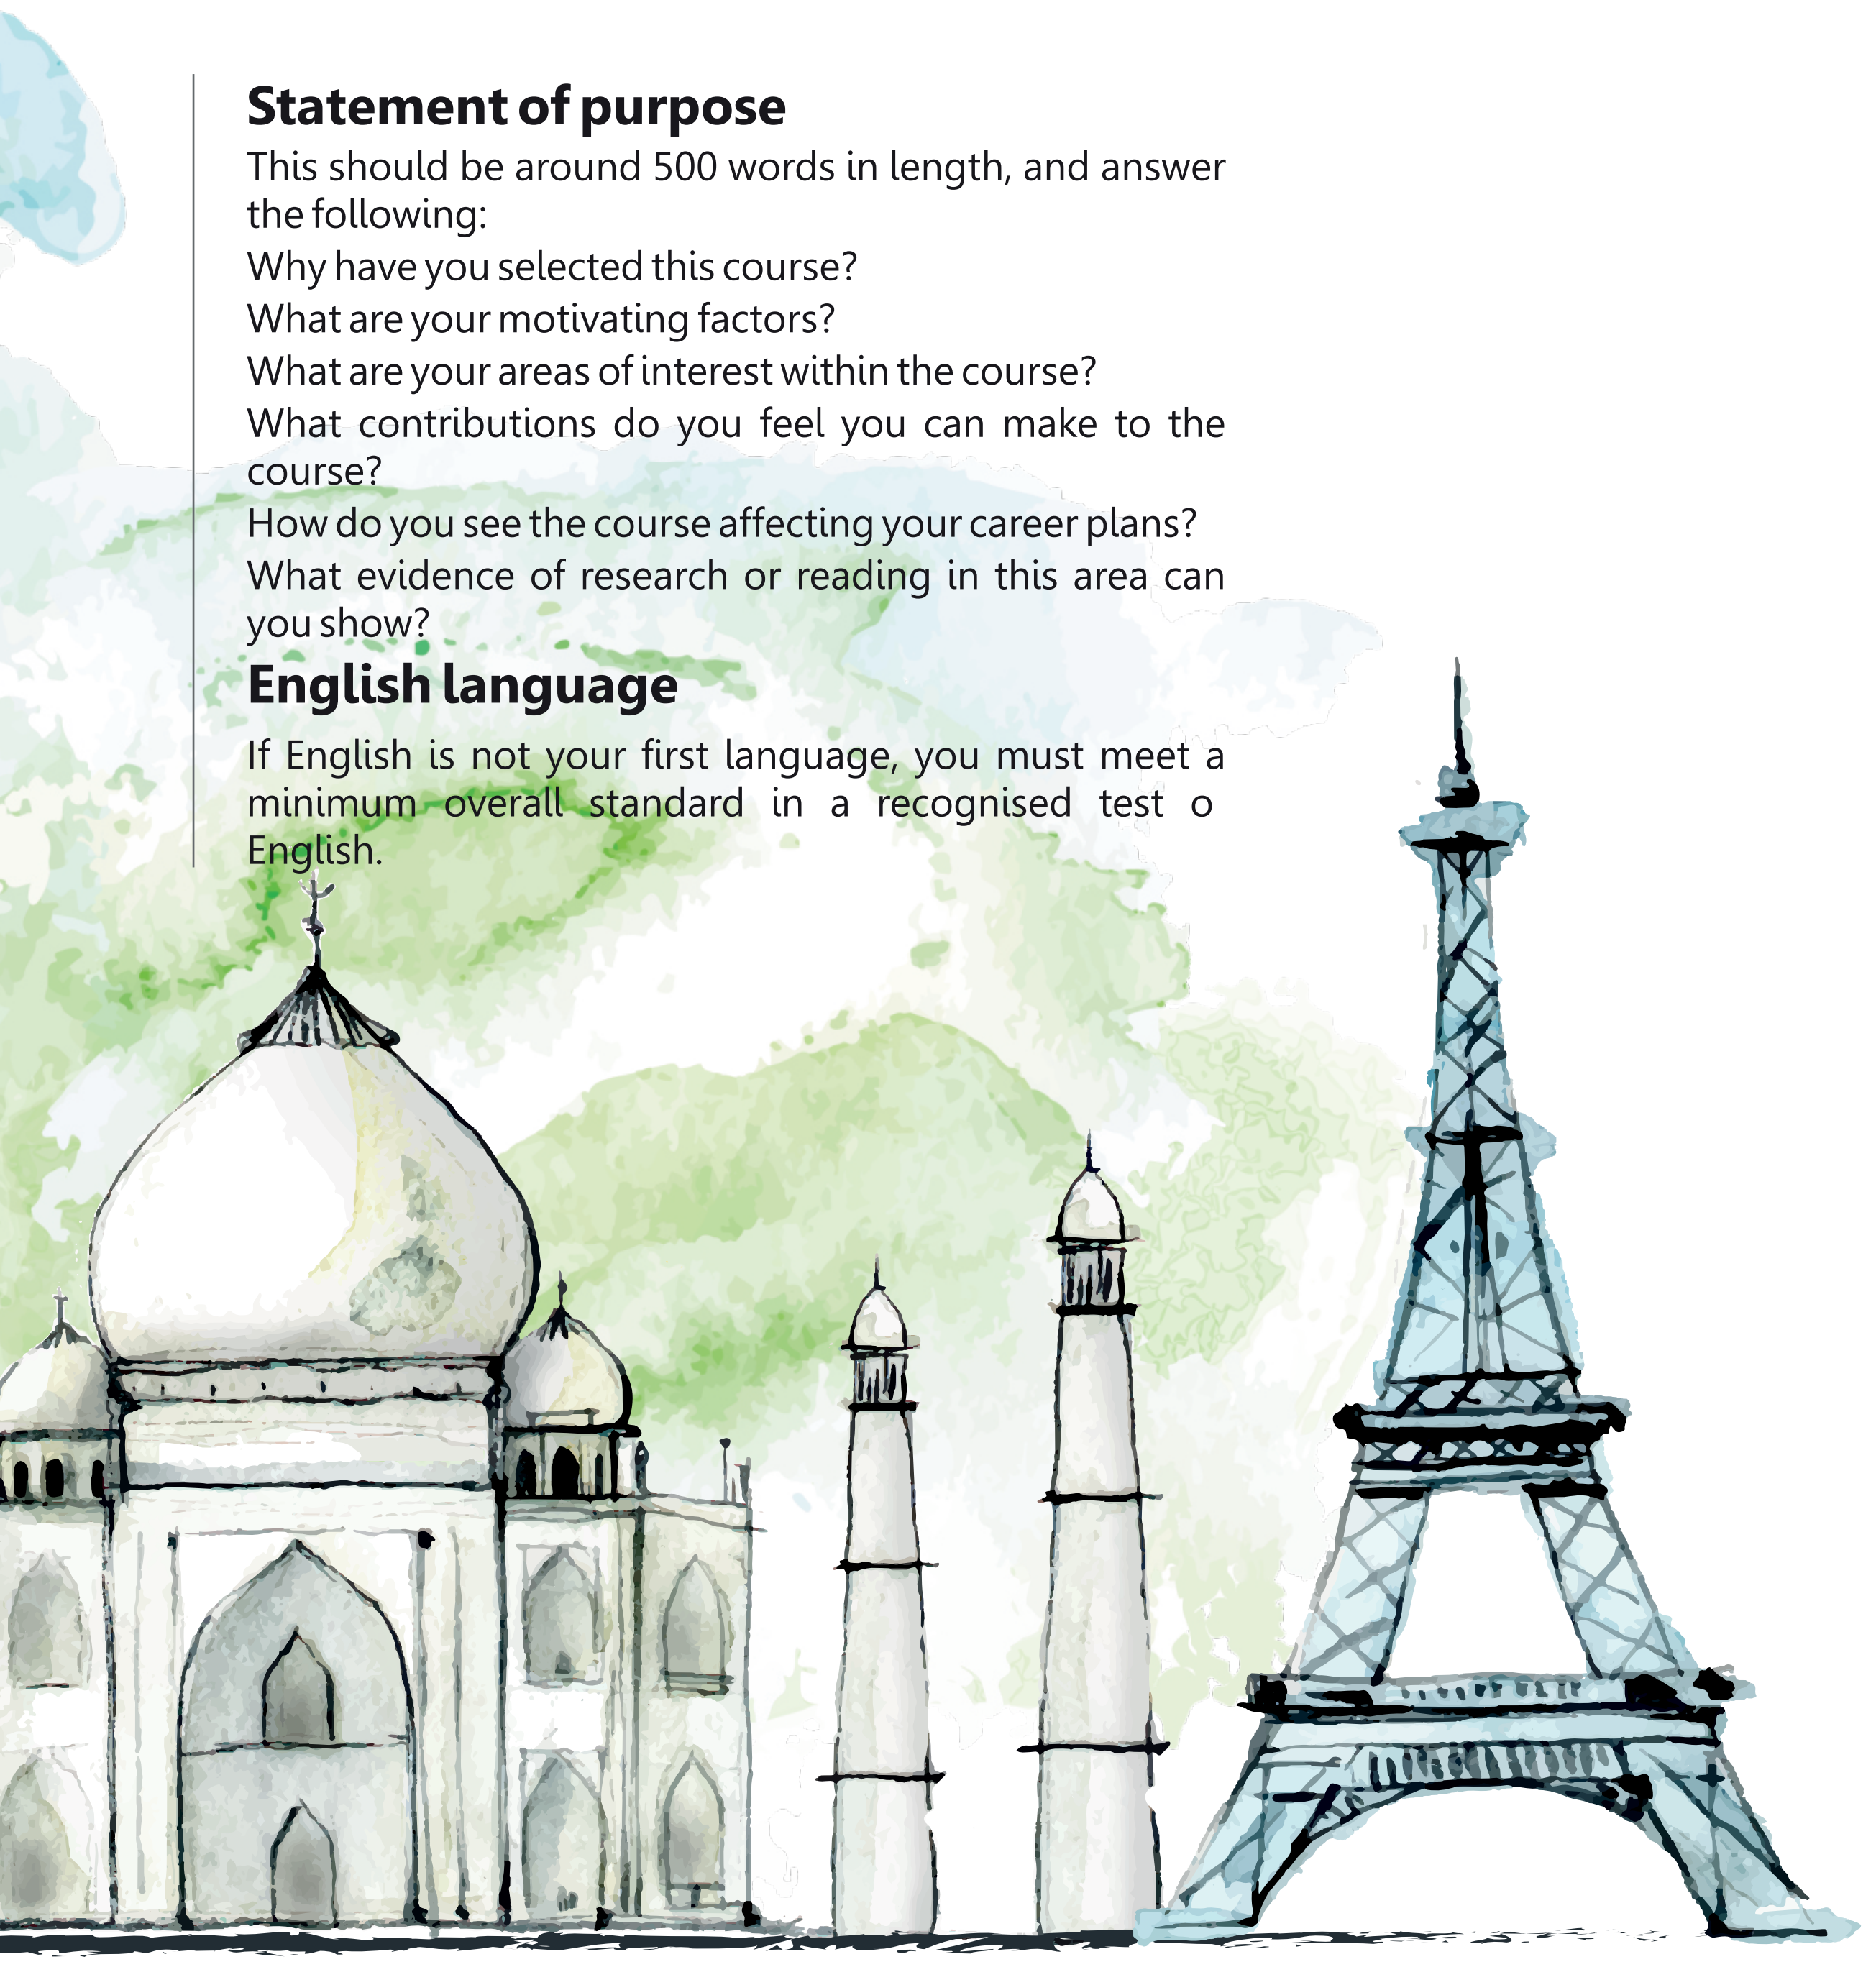 Statement of purpose
This should be around 500 words in length, and answer
the following:
Why have you selected this course?
What are your motivating factors?
What are your areas of interest within the course?
What contributions do you feel you can make to the
course?
How do you see the course affecting your career plans?
What evidence of research or reading in this area can
you show?
English language
If English is not your first language, you must meet a
minimum overall standard in a recognised test o
English.